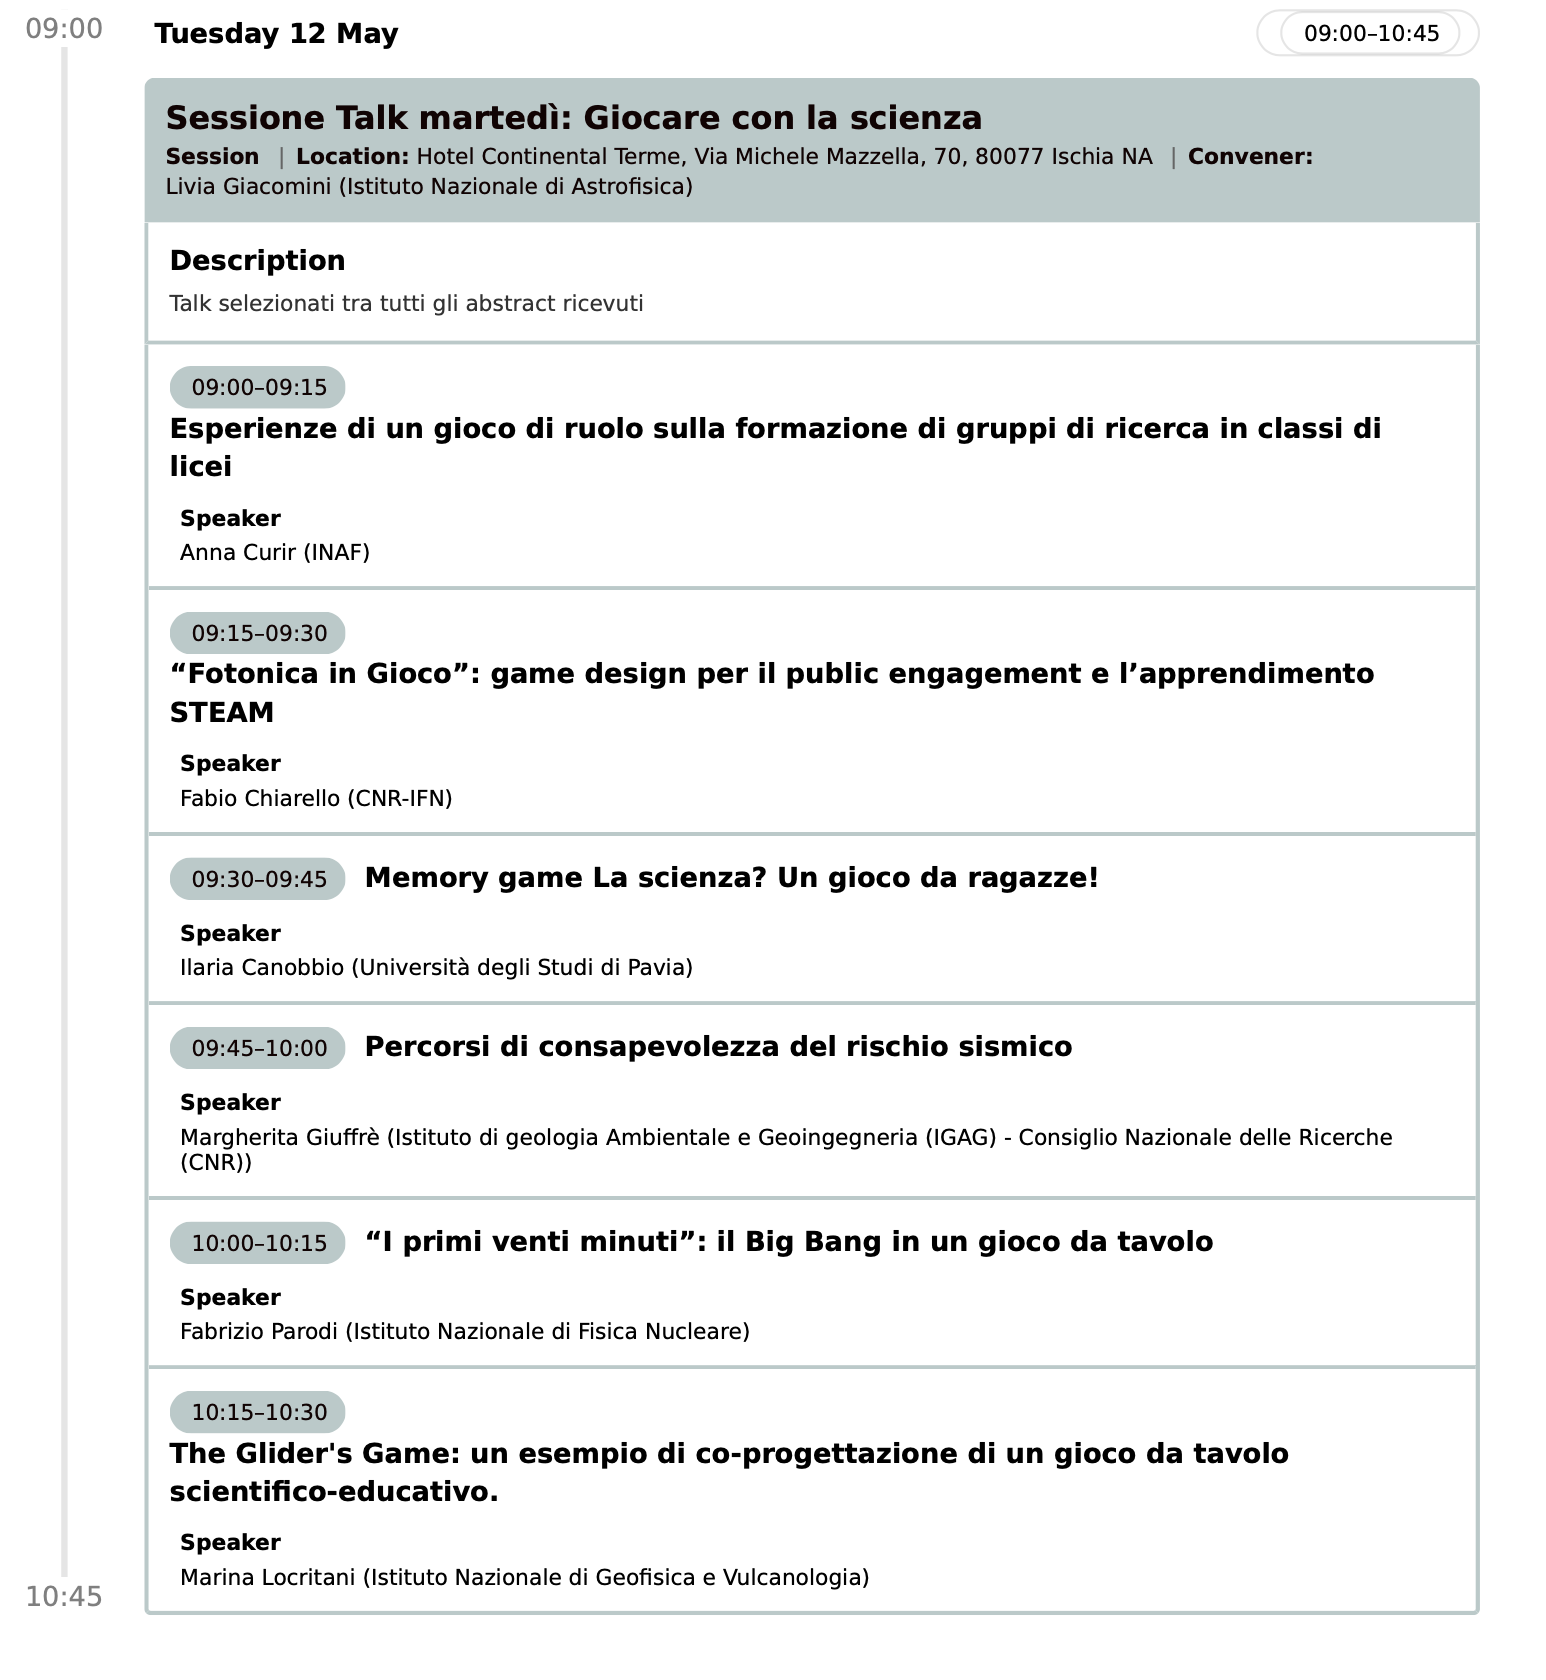 09:00
Tuesday 12 May
09:00–10:45
Sessione Talk martedì: Giocare con la scienza
Session | Location: Hotel Continental Terme, Via Michele Mazzella, 70, 80077 Ischia NA | Convener:
Livia Giacomini (Istituto Nazionale di Astrofisica)
Description
Talk selezionati tra tutti gli abstract ricevuti
09:00–09:15
Esperienze di un gioco di ruolo sulla formazione di gruppi di ricerca in classi di
licei
Speaker
Anna Curir (INAF)
09:15–09:30
“Fotonica in Gioco”: game design per il public engagement e l’apprendimento
STEAM
Speaker
Fabio Chiarello (CNR-IFN)
09:30–09:45 Memory game La scienza? Un gioco da ragazze!
Speaker
Ilaria Canobbio (Università degli Studi di Pavia)
09:45–10:00 Percorsi di consapevolezza del rischio sismico
Speaker
Margherita Giuffrè (Istituto di geologia Ambientale e Geoingegneria (IGAG) - Consiglio Nazionale delle Ricerche
(CNR))
10:00–10:15 “I primi venti minuti”: il Big Bang in un gioco da tavolo
Speaker
Fabrizio Parodi (Istituto Nazionale di Fisica Nucleare)
10:15–10:30
The Glider's Game: un esempio di co-progettazione di un gioco da tavolo
scientifico-educativo.
Speaker
Marina Locritani (Istituto Nazionale di Geofisica e Vulcanologia)
10:45